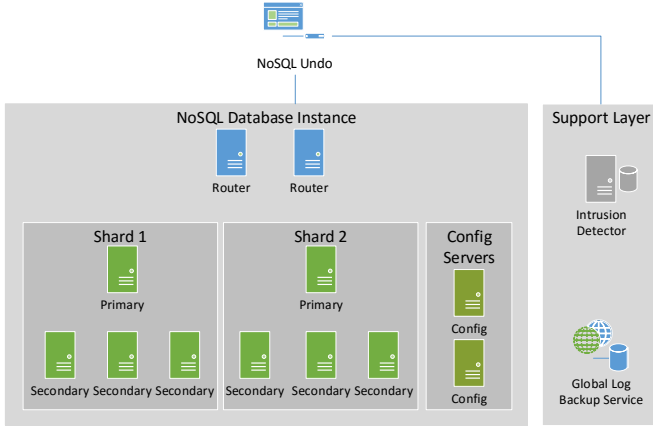 NoSQL Undo
NoSQL Database Instance
Router Router
Shard 1
Primary
Secondary Secondary Secondary
Shard 2
Primary
Secondary Secondary Secondary
Config
Servers
Config
Config
Support Layer
Intrusion
Detector
Global Log
Backup Service